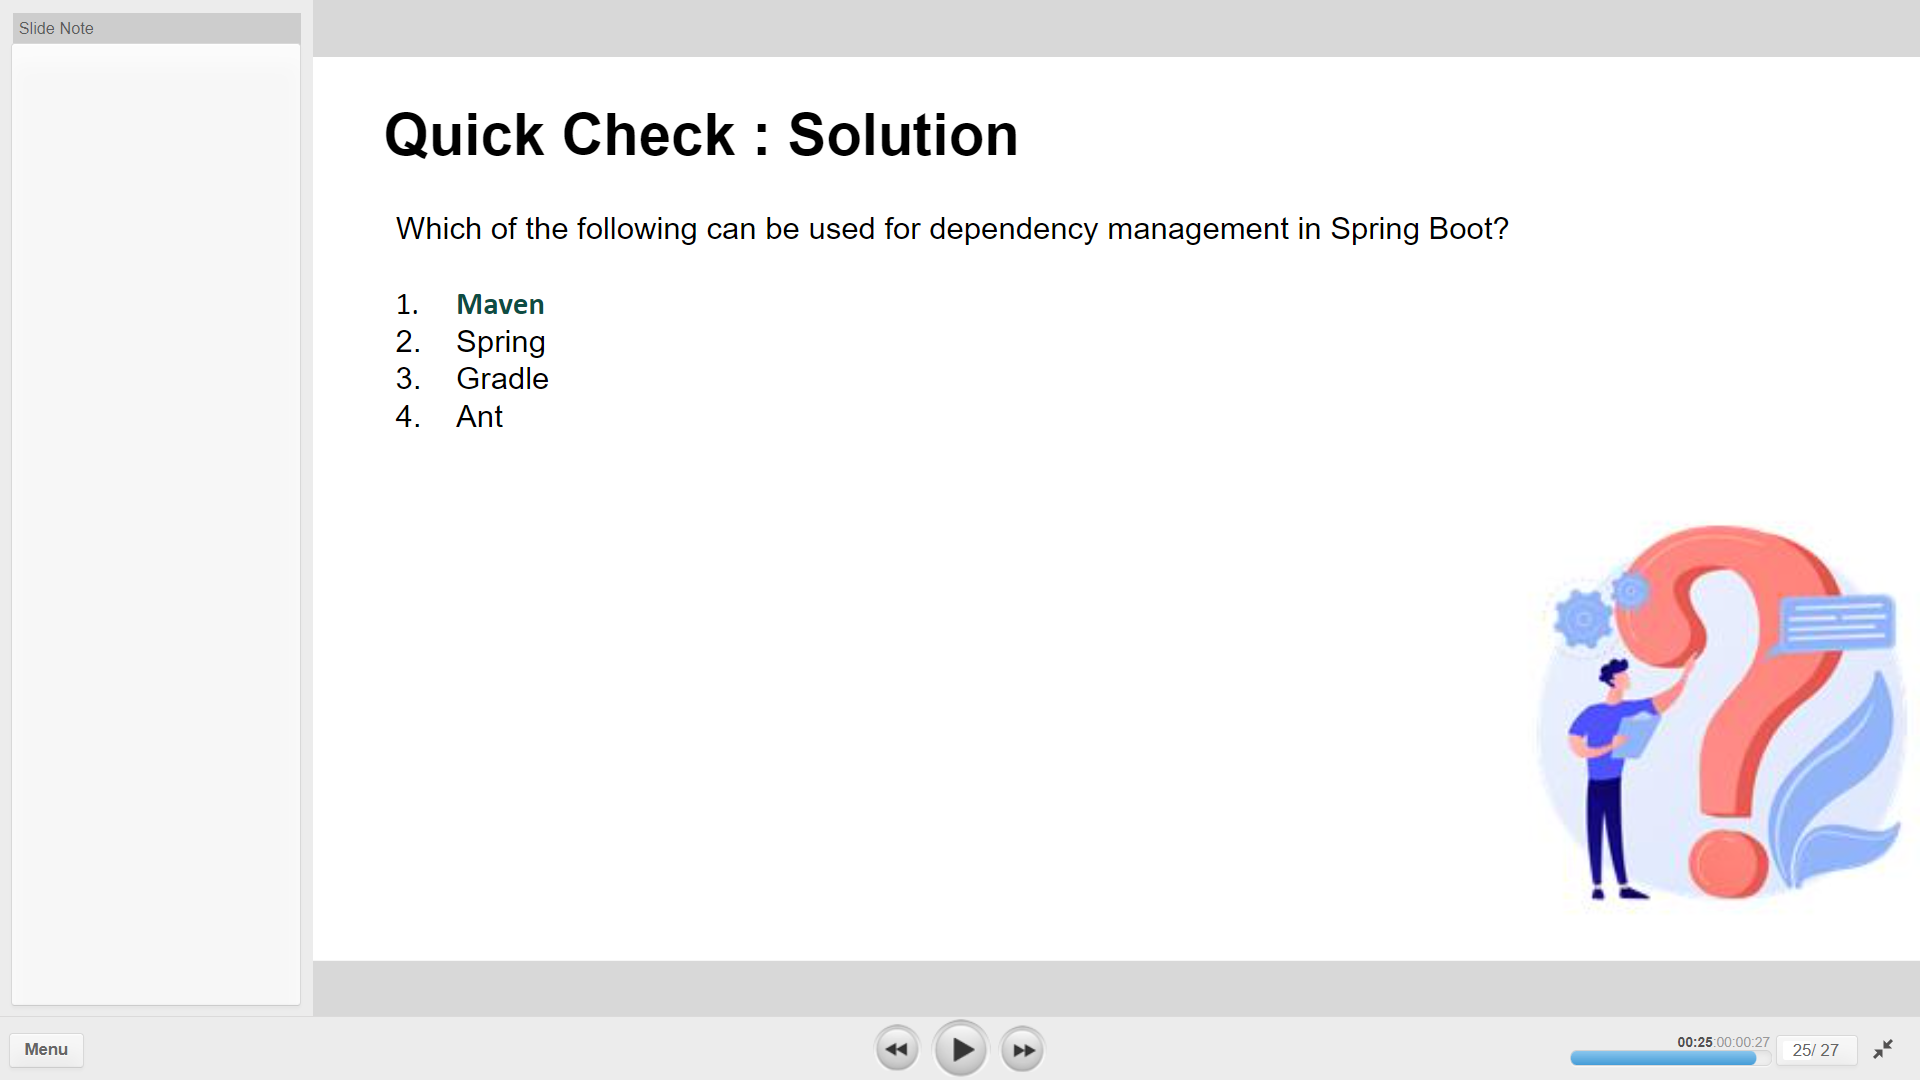 Slide Note
Quick Check : Solution
Which of the following can be used for dependency management in Spring Boot?
1. Maven
2. Spring
3. Gradle
4. Ant
Menu
00:25:00:00:27
25/ 27